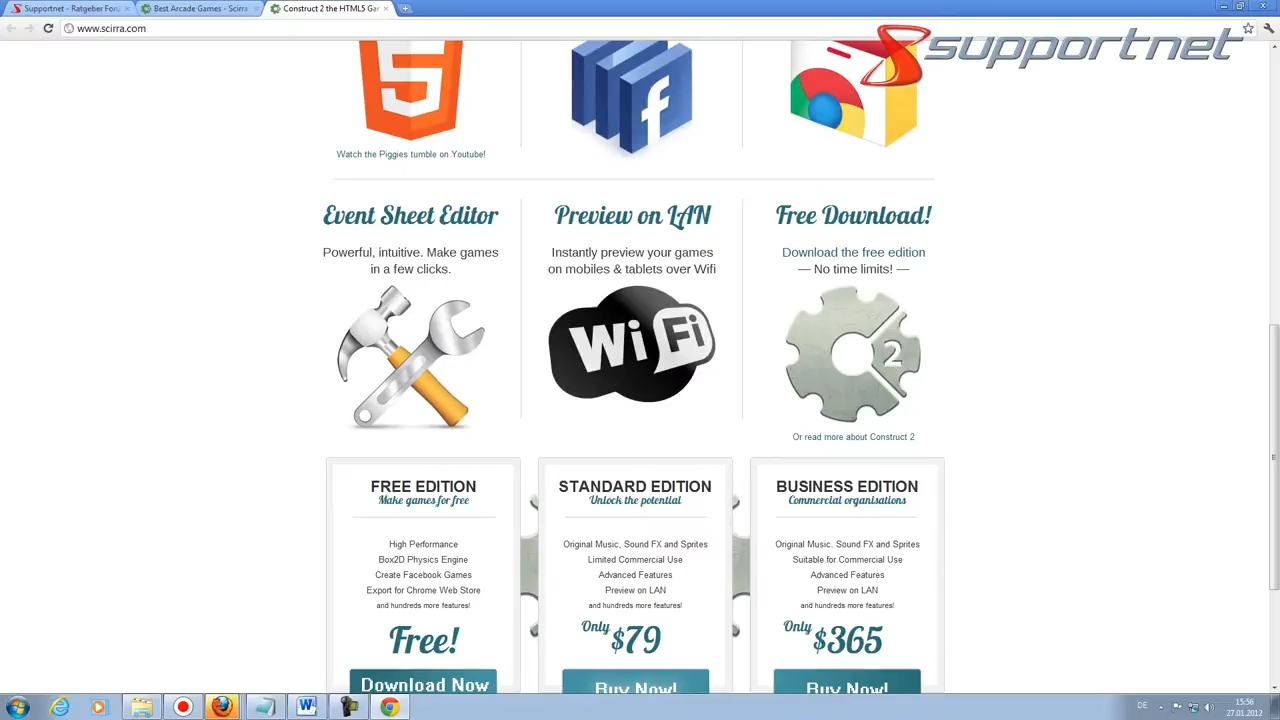 Supportnet - Ratgeber Foru
Best Arcade Games - Scirra
Construct 2 the HTML5 Gar
www.scirra.com
supportnet
5
f
Watch the Piggies tumble on Youtube!
Event Sheet Editor
Preview on LAN
Free Download!
Powerful, intuitive. Make games
in a few clicks.
Instantly preview your games
on mobiles & tablets over Wifi
Download the free edition
— No time limits! —
Wi Fi
2
Or read more about Construct 2
FREE EDITION
Make games for free
High Performance
Box2D Physics Engine
Create Facebook Games
Export for Chrome Web Store
and hundreds more features!
Free!
Download Now
STANDARD EDITION
Unlock the potential
Original Music, Sound FX and Sprites
Limited Commercial Use
Advanced Features
Preview on LAN
and hundreds more features!
Only $79
Buy Now!
BUSINESS EDITION
Commercial organisations
Original Music, Sound FX and Sprites
Suitable for Commercial Use
Advanced Features
Preview on LAN
and hundreds more features!
Only $365
Buy Now!
DE
15:56
27.01.2012